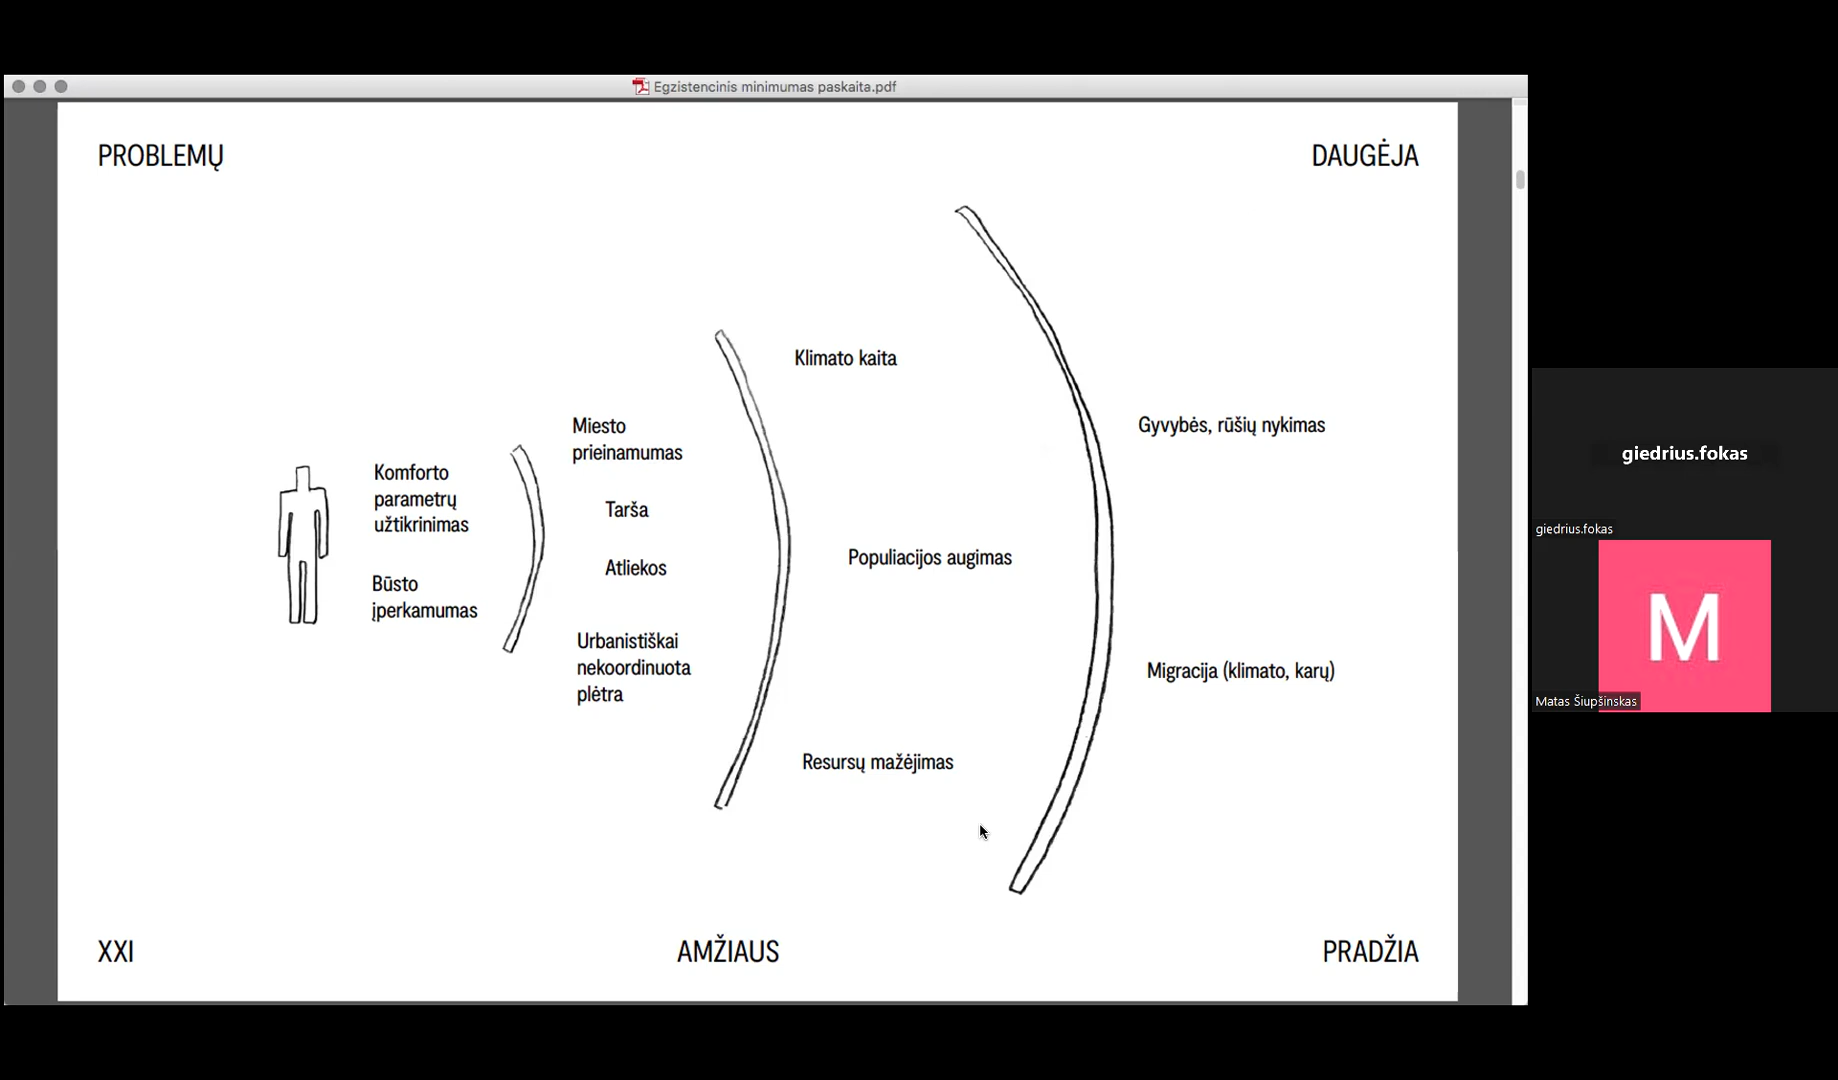 Egzistencinis minimumas paskaita.pdf
PROBLEMŲ
DAUGĖJA
Komforto
parametrų
užtikrinimas
Būsto
įperkamumas
Miesto
prieinamumas
Tarša
Atliekos
Urbanistiškai
nekoordinuota
plėtra
Klimato kaita
Populiacijos augimas
Resursų mažėjimas
Gyvybės, rūšių nykimas
Migracija (klimato, karų)
XXI
AMŽIAUS
PRADŽIA
giedrius.fokas
giedrius.fokas
M
Matas Šiupšinskas